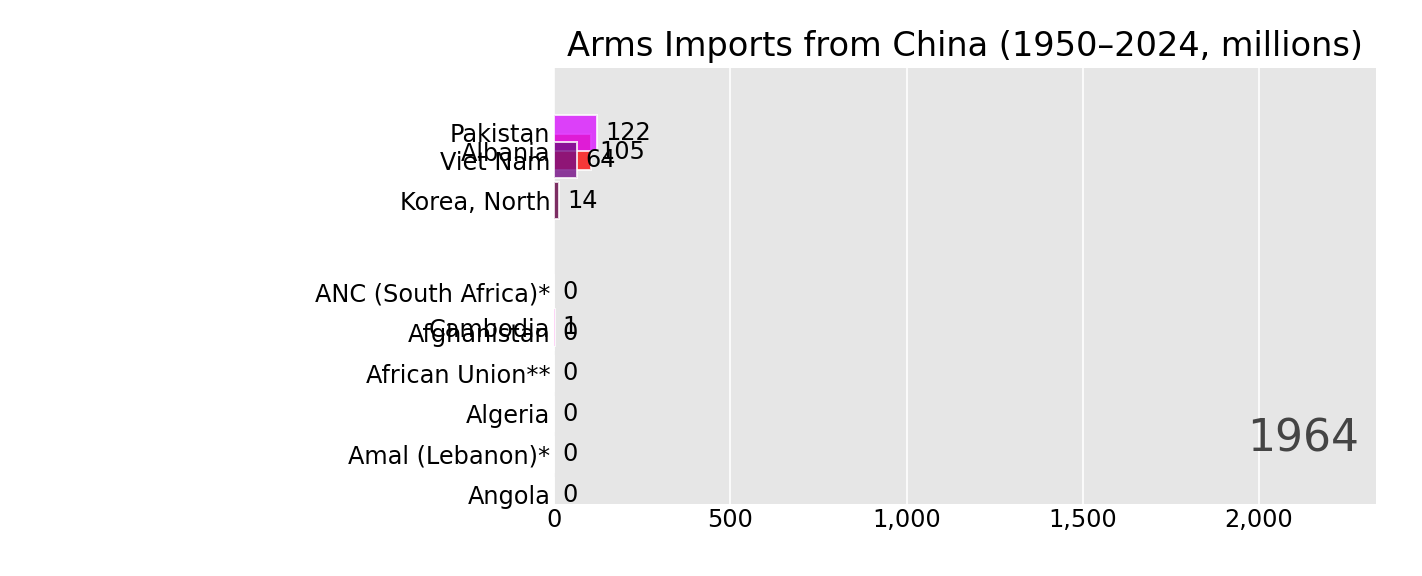 Arms Imports from China (1950–2024, millions)
Pakistan 122
Albania 105
Viet Nam 64
Korea, North 14
ANC (South Africa)* 0
Cambodia 1
Afghanistan 0
African Union** 0
Algeria 0
Amal (Lebanon)* 0
1964
Angola 0
0 500 1,000 1,500 2,000